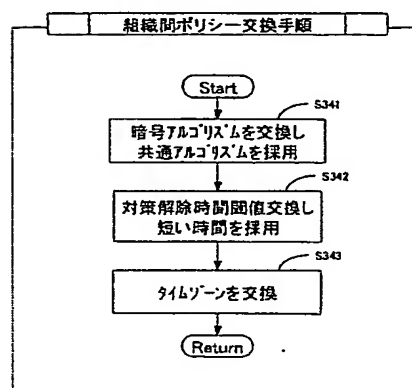 組織間ポリシー交換手順
Start
S341
暗号アルゴリズムを交換し
共通アルゴリズムを採用
S342
対策解除時間閾値交換し
短い時間を採用
S343
タイムゾーンを交換
Return